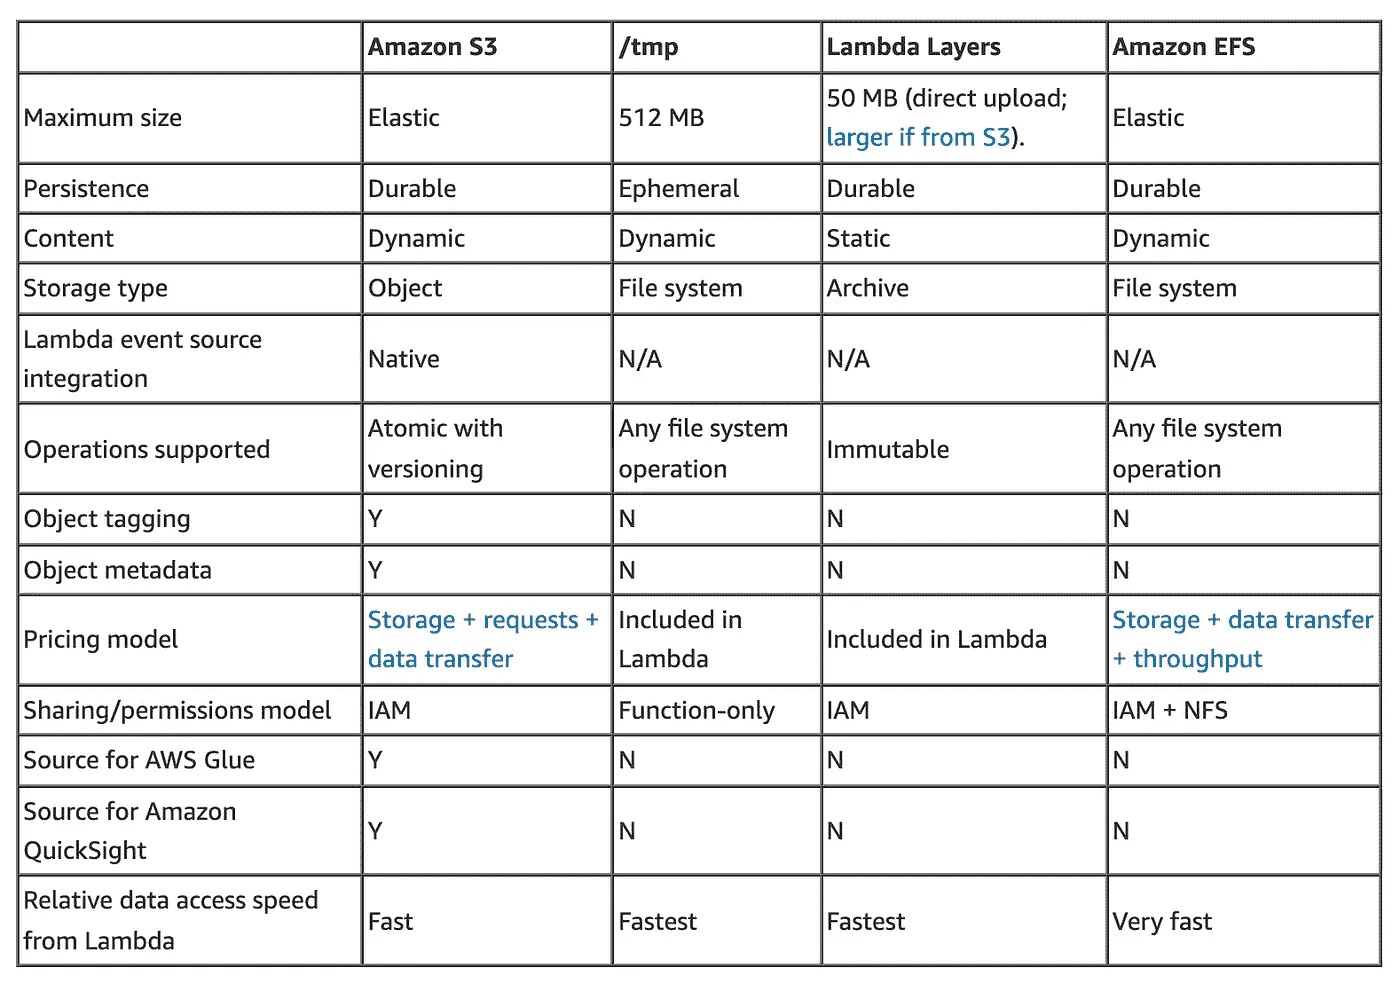 Amazon S3
/tmp
Lambda Layers
Amazon EFS
Maximum size
Elastic
512 MB
50 MB (direct upload;
larger if from S3).
Elastic
Persistence
Durable
Ephemeral
Durable
Durable
Content
Dynamic
Dynamic
Static
Dynamic
Storage type
Object
File system
Archive
File system
Lambda event source
integration
Native
N/A
N/A
N/A
Operations supported
Atomic with
versioning
Any file system
operation
Immutable
Any file system
operation
Object tagging
Y
N
N
N
Object metadata
Y
N
N
N
Pricing model
Storage + requests +
data transfer
Included in
Lambda
Included in Lambda
Storage + data transfer
+ throughput
Sharing/permissions model
IAM
Function-only
IAM
IAM + NFS
Source for AWS Glue
Y
N
N
N
Source for Amazon
QuickSight
Y
N
N
N
Relative data access speed
from Lambda
Fast
Fastest
Fastest
Very fast